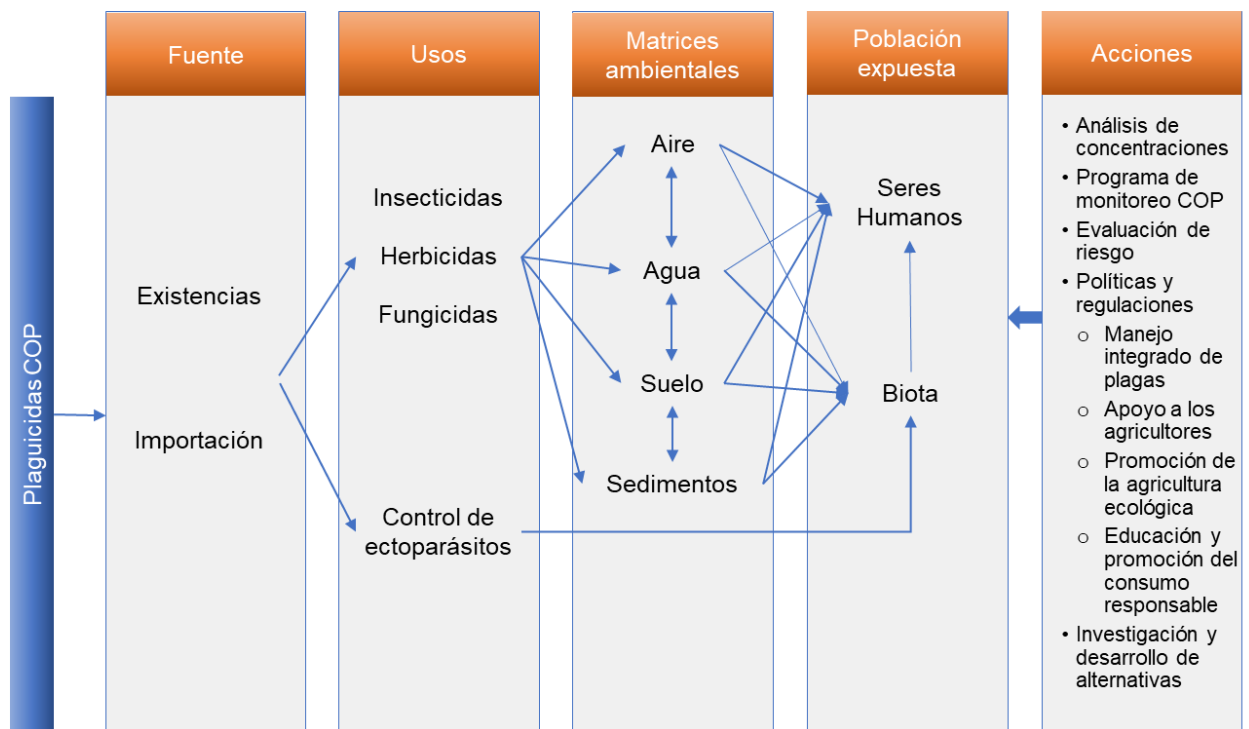 Plaguicidas COP
Fuente
Existencias
Importación
Usos
Insecticidas
Herbicidas
Fungicidas
Control de
ectoparásitos
Matrices
ambientales
Aire
Agua
Suelo
Sedimentos
Población
expuesta
Seres
Humanos
Biota
Acciones
• Análisis de
concentraciones
• Programa de
monitoreo COP
• Evaluación de
riesgo
• Políticas y
regulaciones
o Manejo
integrado de
plagas
o Apoyo a los
agricultores
o Promoción de
la agricultura
ecológica
o Educación y
promoción del
consumo
responsable
• Investigación y
desarrollo de
alternativas